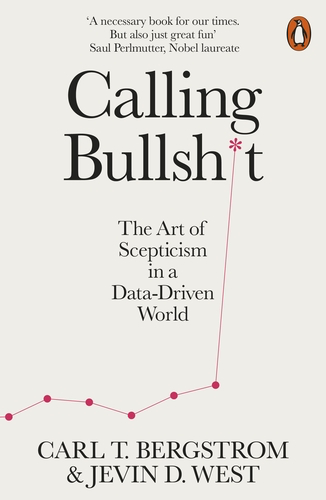 ‘A necessary book for our times.
But also just great fun’
Saul Perlmutter, Nobel laureate
Calling
Bullsh*t
The Art of
Scepticism
in a
Data-Driven
World
CARL T. BERGSTROM
& JEVIN D. WEST